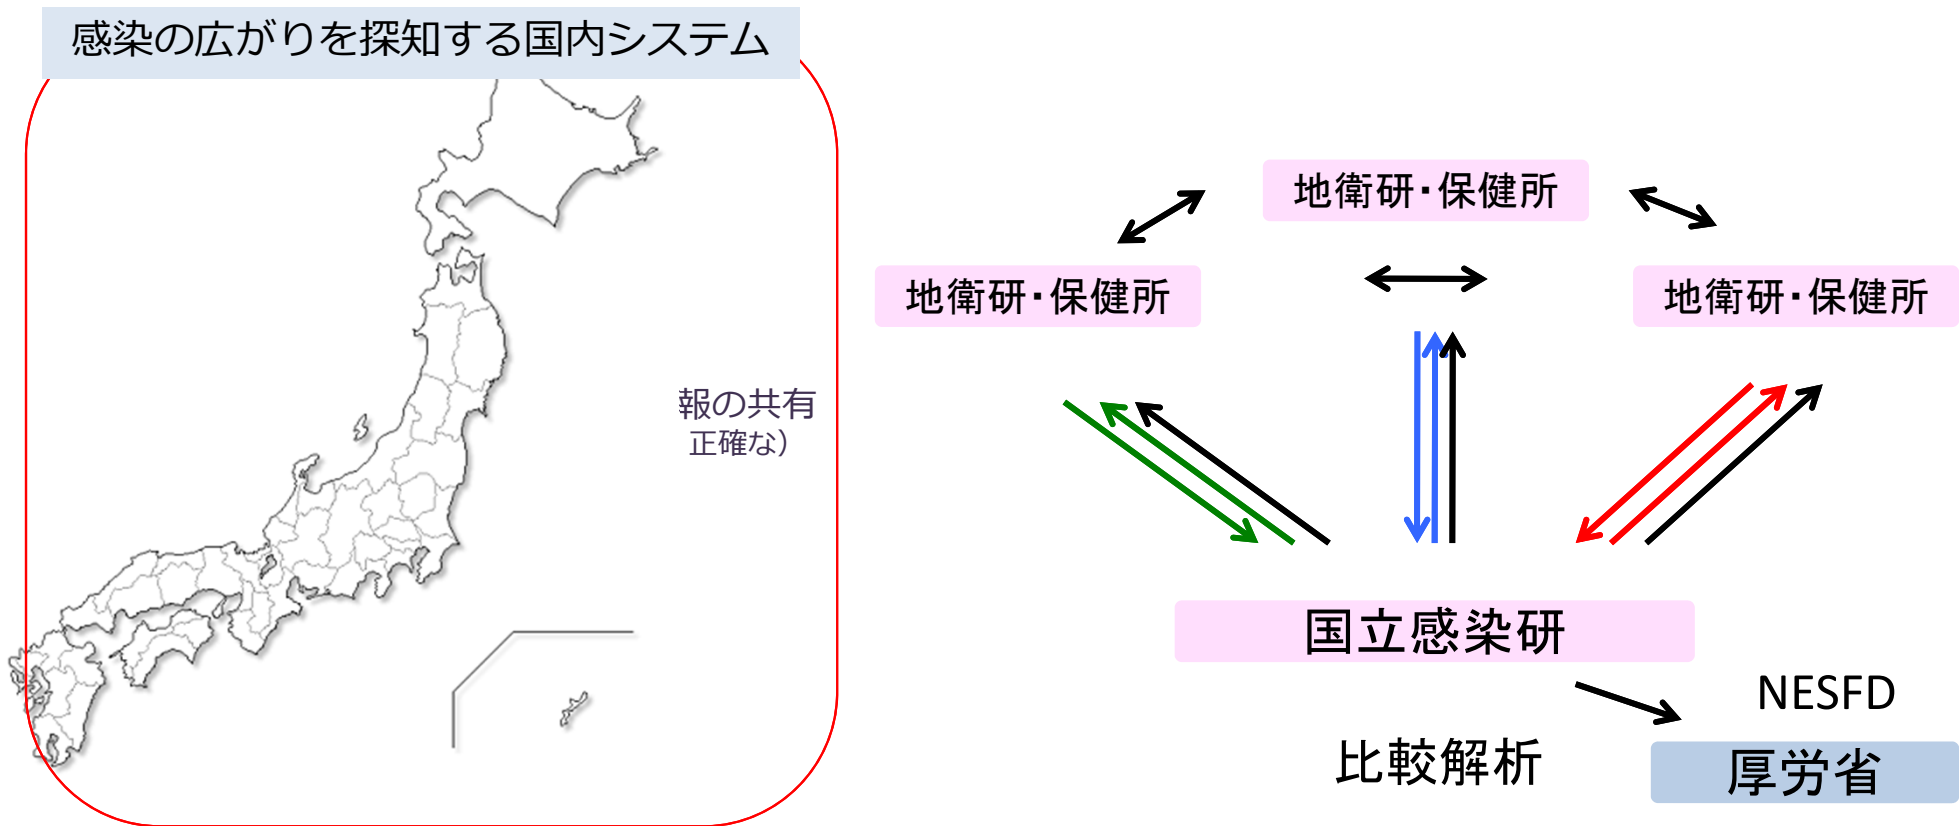 感染の広がりを探知する国内システム
報の共有
正確な）
地衛研・保健所
地衛研・保健所
地衛研・保健所
国立感染研
NESFD
比較解析
厚労省